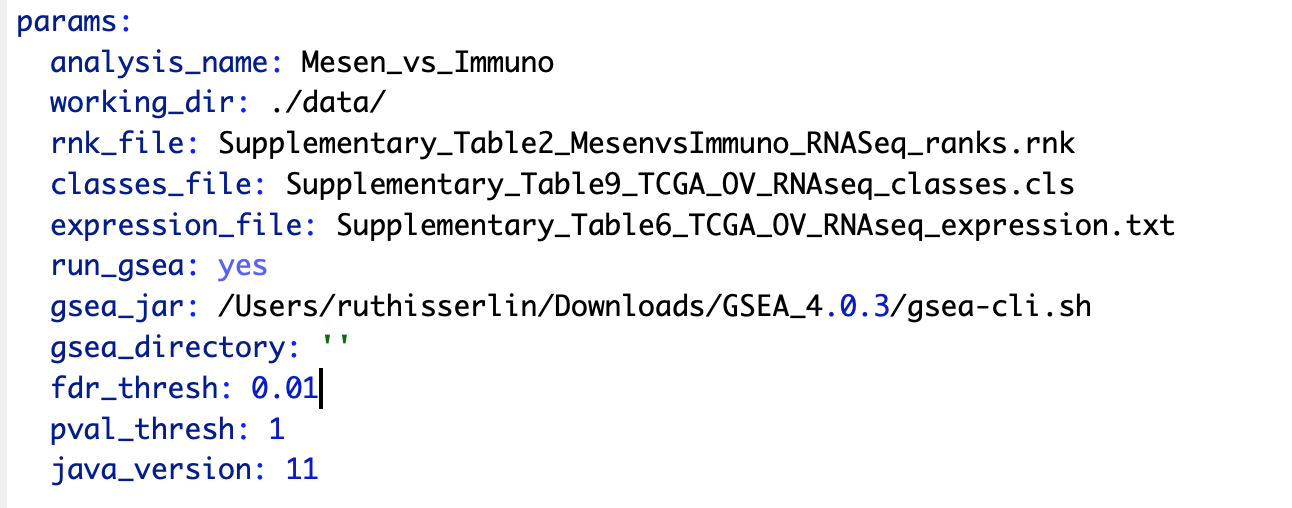 params:
analysis_name: Mesen_vs_Immuno
working_dir: ./data/
rnk_file: Supplementary_Table2_MesenvsImmuno_RNASeq_ranks.rnk
classes_file: Supplementary_Table9_TCGA_OV_RNAseq_classes.cls
expression_file: Supplementary_Table6_TCGA_OV_RNAseq_expression.txt
run_gsea: yes
gsea_jar: /Users/ruthisserlin/Downloads/GSEA_4.0.3/gsea-cli.sh
gsea_directory: ''
fdr_thresh: 0.01
pval_thresh: 1
java_version: 11